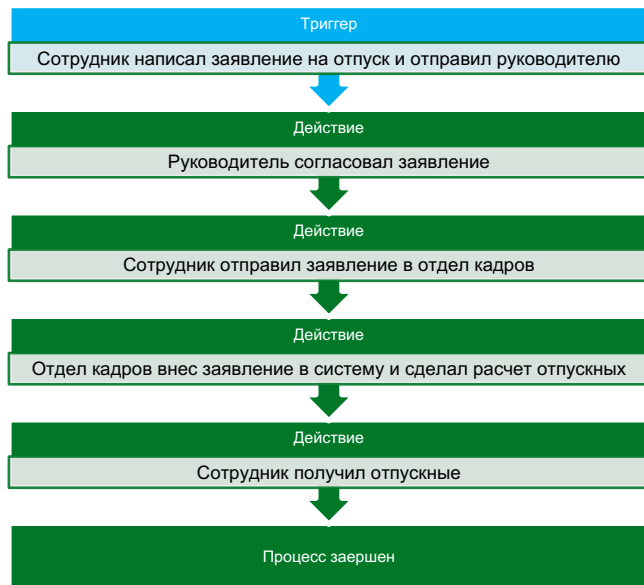 Триггер
Сотрудник написал заявление на отпуск и отправил руководителю
Действие
Руководитель согласовал заявление
Действие
Сотрудник отправил заявление в отдел кадров
Действие
Отдел кадров внес заявление в систему и сделал расчет отпускных
Действие
Сотрудник получил отпускные
Процесс заершен